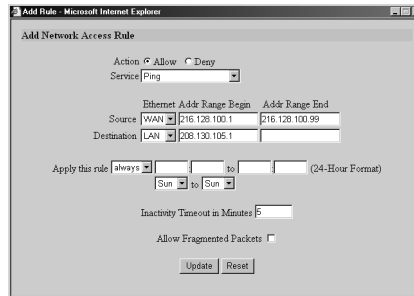 Add Rule - Microsoft Internet Explorer
Add Network Access Rule
Action Allow Deny
Service Ping
Ethernet Addr Range Begin Addr Range End
Source WAN 216.128.100.1 216.128.100.99
Destination LAN 208.130.105.1
Apply this rule always : to : (24-Hour Format)
Sun to Sun
Inactivity Timeout in Minutes 5
Allow Fragmented Packets
Update Reset